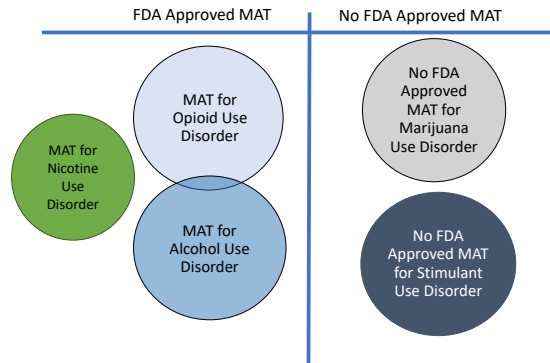 FDA Approved MAT
No FDA Approved MAT
MAT for
Nicotine
Use
Disorder
MAT for
Opioid Use
Disorder
MAT for
Alcohol Use
Disorder
No FDA
Approved
MAT for
Marijuana
Use Disorder
No FDA
Approved MAT
for Stimulant
Use Disorder